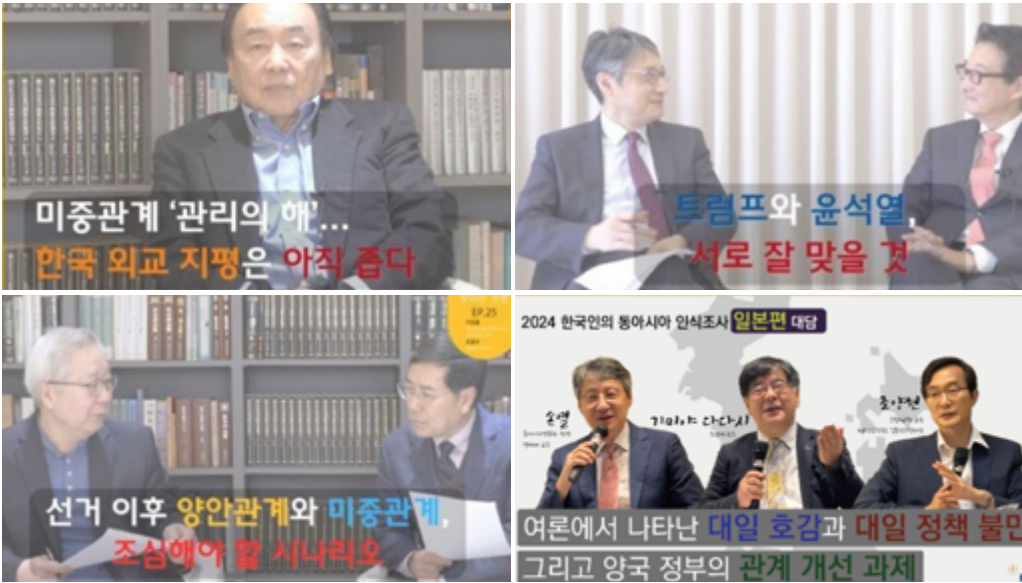 미중관계 '관리의 해'...
한국 외교 지평은 아직 좁다
트럼프와 윤석열,
서로 잘 맞을 것
EP.25
선거 이후 양안관계와 미중관계,
조심해야 할 시나리오
2024 한국인의 동아시아 인식조사 일본편 대담
손열
기미야 다다시
조양현
여론에서 나타난 대일 호감과 대일 정책 불만
그리고 양국 정부의 관계 개선 과제